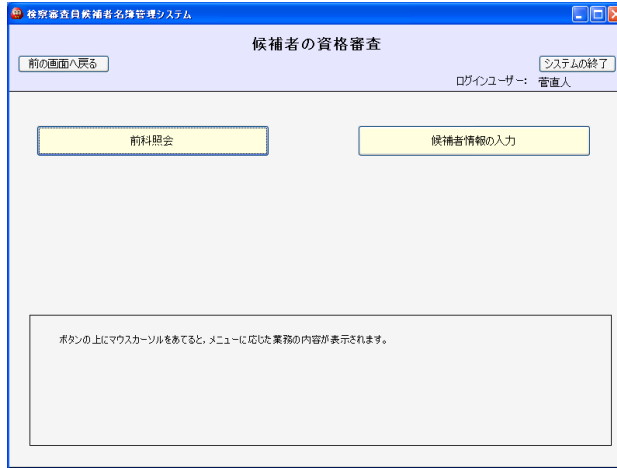 検察審査員候補者名簿管理システム
候補者の資格審査
前の画面へ戻る
システムの終了
ログインユーザー: 菅直人
前科照会
候補者情報の入力
ボタンの上にマウスカーソルをあてると,メニューに応じた業務の内容が表示されます。